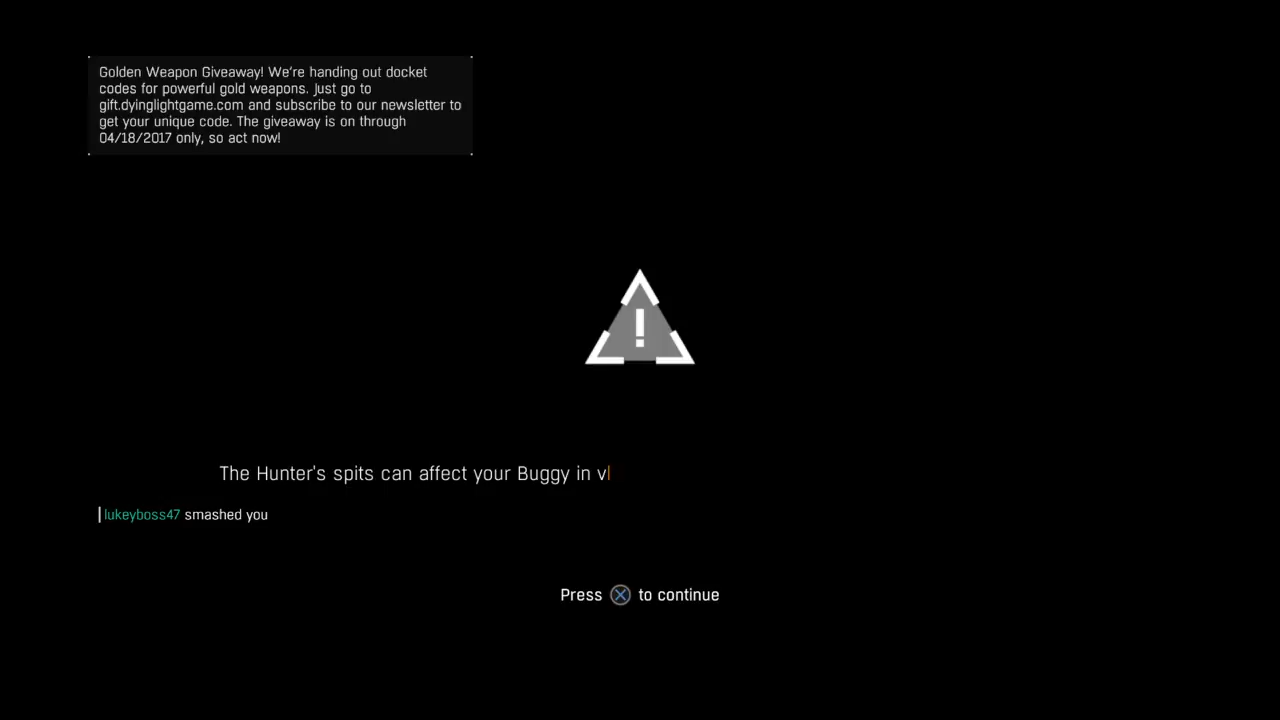 Golden Weapon Giveaway! We're handing out docket
codes for powerful gold weapons. Just go to
gift.dyinglightgame.com and subscribe to our newsletter to
get your unique code. The giveaway is on through
04/18/2017 only, so act now!
!
The Hunter's spits can affect your Buggy in v
lukeyboss47 smashed you
Press X to continue